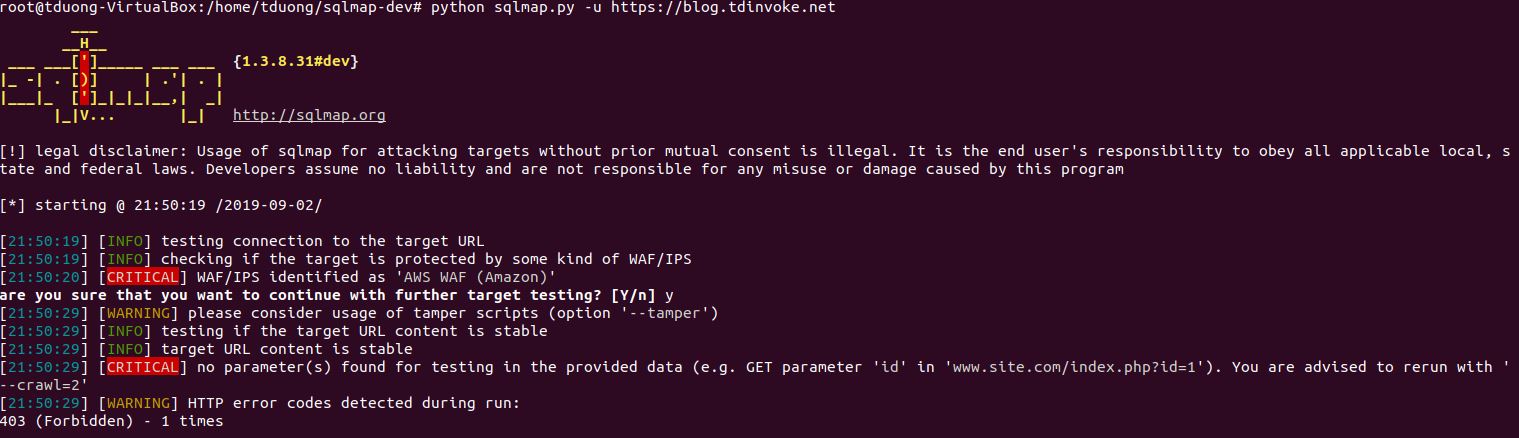 root@tduong-VirtualBox:/home/tduong/sqlmap-dev# python sqlmap.py -u https://blog.tdinvoke.net
        ___
       __H__
 ___ ___[']_____ ___ ___  {1.3.8.31#dev}
|_ -| . [)]     | .'| . |
|___|_  [']_|_|_|__,|  _|
      |_|V...       |_|   http://sqlmap.org
[!] legal disclaimer: Usage of sqlmap for attacking targets without prior mutual consent is illegal. It is the end user's responsibility to obey all applicable local, s
tate and federal laws. Developers assume no liability and are not responsible for any misuse or damage caused by this program
[*] starting @ 21:50:19 /2019-09-02/
[21:50:19] [INFO] testing connection to the target URL
[21:50:19] [INFO] checking if the target is protected by some kind of WAF/IPS
[21:50:20] [CRITICAL] WAF/IPS identified as 'AWS WAF (Amazon)'
are you sure that you want to continue with further target testing? [Y/n] y
[21:50:29] [WARNING] please consider usage of tamper scripts (option '--tamper')
[21:50:29] [INFO] testing if the target URL content is stable
[21:50:29] [INFO] target URL content is stable
[21:50:29] [CRITICAL] no parameter(s) found for testing in the provided data (e.g. GET parameter 'id' in 'www.site.com/index.php?id=1'). You are advised to rerun with '
--crawl=2'
[21:50:29] [WARNING] HTTP error codes detected during run:
403 (Forbidden) - 1 times